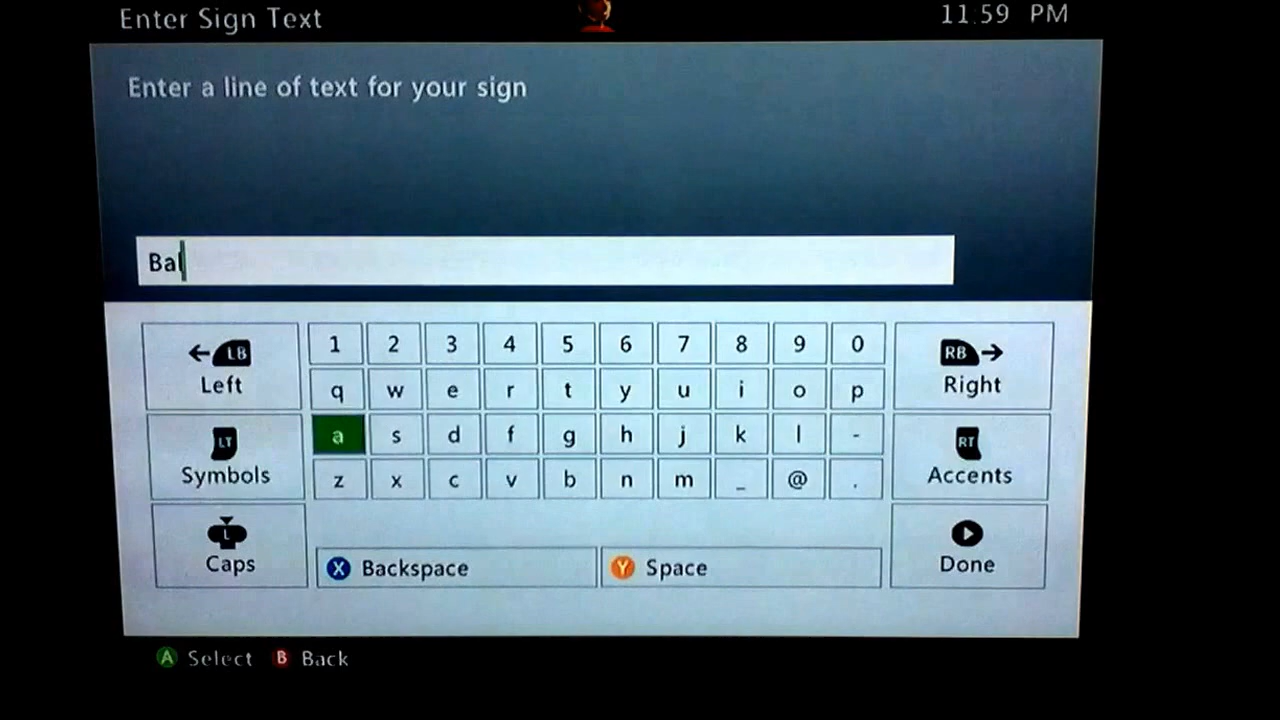 Enter Sign Text
11:59 PM
Enter a line of text for your sign
Bal
LB
Left
1 2 3 4 5 6 7 8 9 0
RB
Right
q w e r t y u i o p
LT
Symbols
a s d f g h j k l -
RT
Accents
z x c v b n m _ @ .
L
Caps
X Backspace
Y Space
Done
A Select B Back